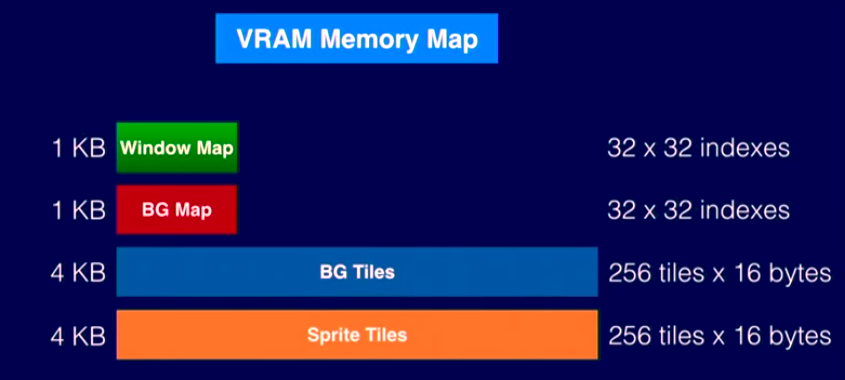 VRAM Memory Map
1 KB Window Map 32 x 32 indexes
1 KB BG Map 32 x 32 indexes
4 KB BG Tiles 256 tiles x 16 bytes
4 KB Sprite Tiles 256 tiles x 16 bytes